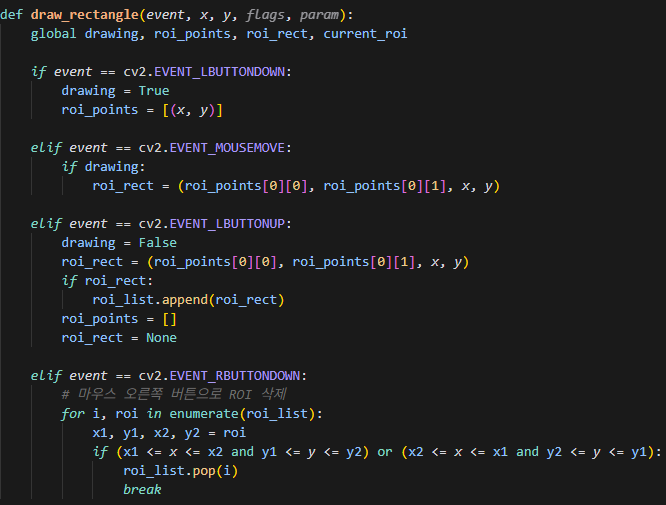 def draw_rectangle(event, x, y, flags, param):
    global drawing, roi_points, roi_rect, current_roi

    if event == cv2.EVENT_LBUTTONDOWN:
        drawing = True
        roi_points = [(x, y)]

    elif event == cv2.EVENT_MOUSEMOVE:
        if drawing:
            roi_rect = (roi_points[0][0], roi_points[0][1], x, y)

    elif event == cv2.EVENT_LBUTTONUP:
        drawing = False
        roi_rect = (roi_points[0][0], roi_points[0][1], x, y)
        if roi_rect:
            roi_list.append(roi_rect)
        roi_points = []
        roi_rect = None

    elif event == cv2.EVENT_RBUTTONDOWN:
        # 마우스 오른쪽 버튼으로 ROI 삭제
        for i, roi in enumerate(roi_list):
            x1, y1, x2, y2 = roi
            if (x1 <= x <= x2 and y1 <= y <= y2) or (x2 <= x <= x1 and y2 <= y <= y1):
                roi_list.pop(i)
                break